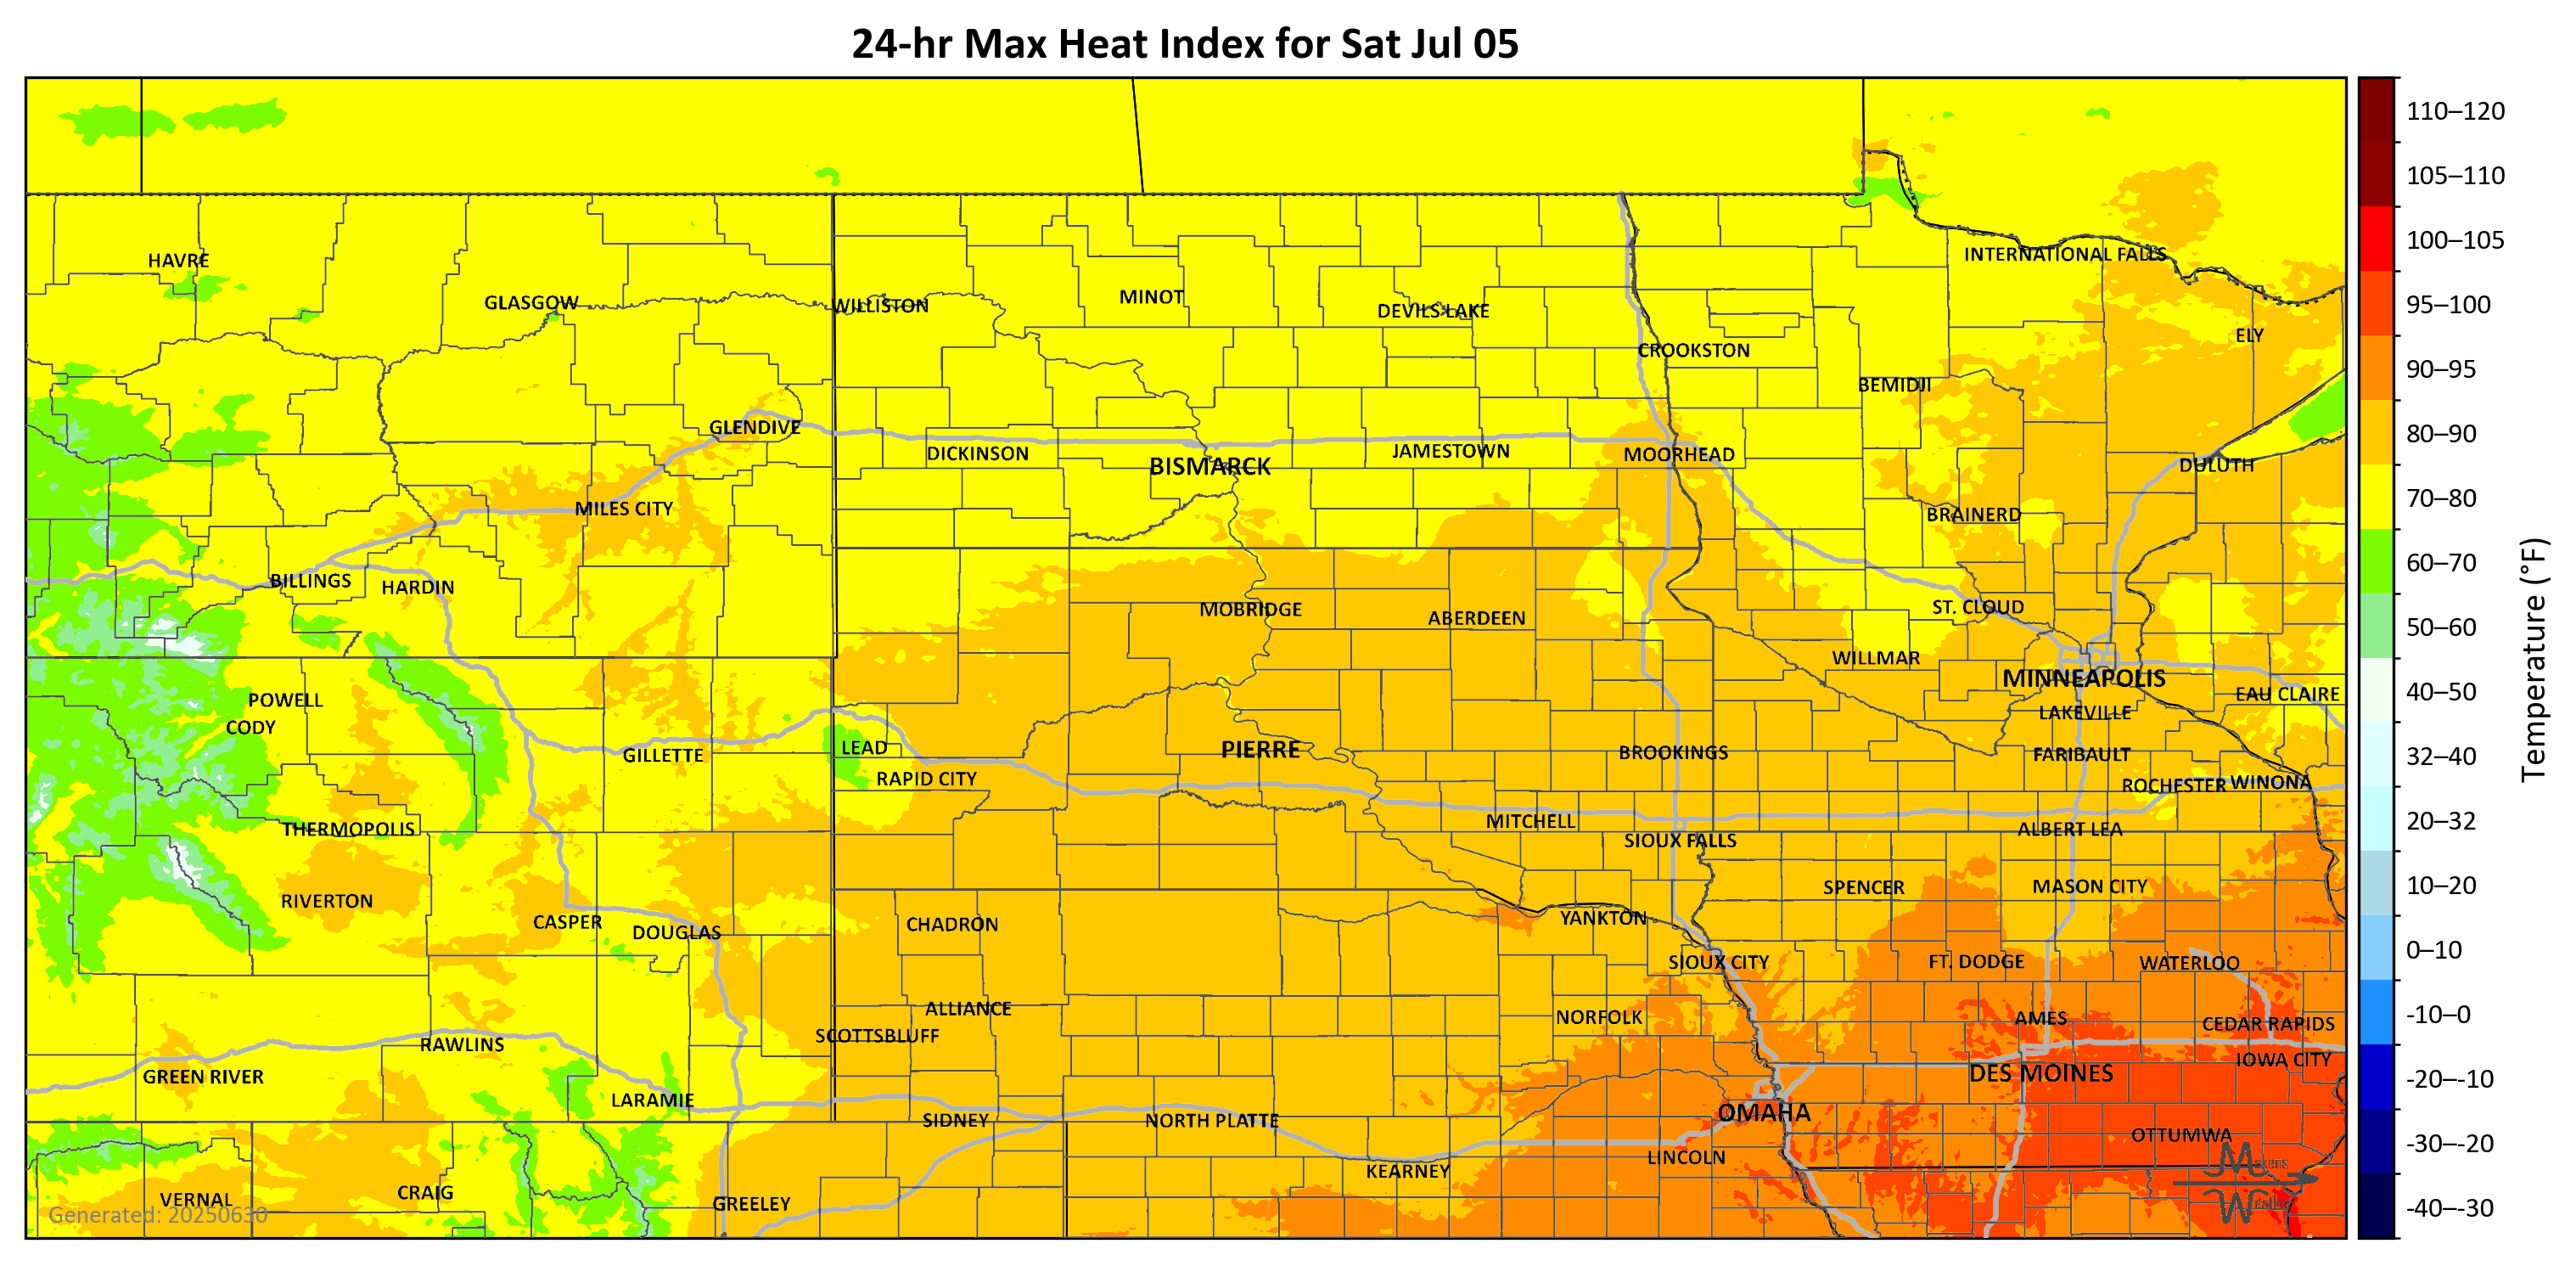 24-hr Max Heat Index for Sat Jul 05
HAVRE
GLASGOW
WILLISTON
MINOT
DEVILS LAKE
INTERNATIONAL FALLS
ELY
CROOKSTON
BEMIDJI
GLENDIVE
DICKINSON
BISMARCK
JAMESTOWN
MOORHEAD
DULUTH
MILES CITY
BRAINERD
BILLINGS
HARDIN
MOBRIDGE
ABERDEEN
ST. CLOUD
WILLMAR
MINNEAPOLIS
EAU CLAIRE
POWELL
CODY
LAKEVILLE
GILLETTE
LEAD
RAPID CITY
PIERRE
BROOKINGS
FARIBAULT
ROCHESTER
WINONA
THERMOPOLIS
MITCHELL
SIOUX FALLS
ALBERT LEA
RIVERTON
CASPER
DOUGLAS
CHADRON
YANKTON
SPENCER
MASON CITY
SIOUX CITY
FT. DODGE
WATERLOO
ALLIANCE
SCOTTSBLUFF
NORFOLK
AMES
CEDAR RAPIDS
IOWA CITY
RAWLINS
GREEN RIVER
LARAMIE
SIDNEY
NORTH PLATTE
OMAHA
DES MOINES
OTTUMWA
KEARNEY
LINCOLN
VERNAL
CRAIG
GREELEY
Generated: 20250630
110–120
105–110
100–105
95–100
90–95
80–90
70–80
60–70
50–60
40–50
32–40
20–32
10–20
0–10
-10–0
-20–-10
-30–-20
-40–-30
Temperature (°F)